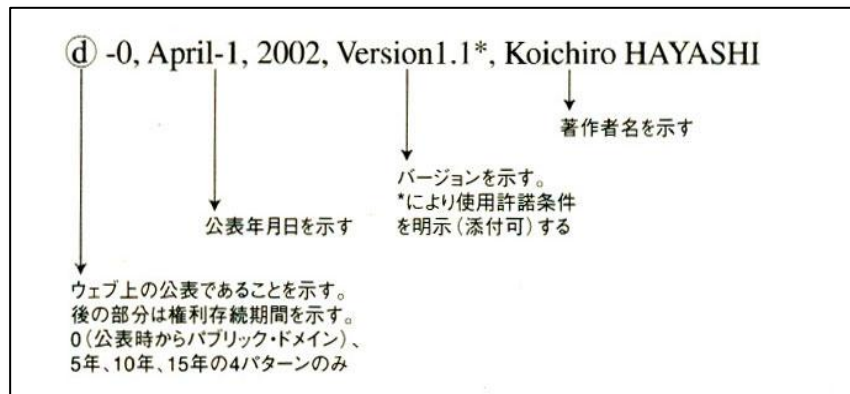 ⓓ -0, April-1, 2002, Version1.1*, Koichiro HAYASHI
著作者名を示す
バージョンを示す。
*により使用許諾条件
を明示(添付可)する
公表年月日を示す
ウェブ上の公表であることを示す。
後の部分は権利存続期間を示す。
0(公表時からパブリック・ドメイン)、
5年、10年、15年の4パターンのみ